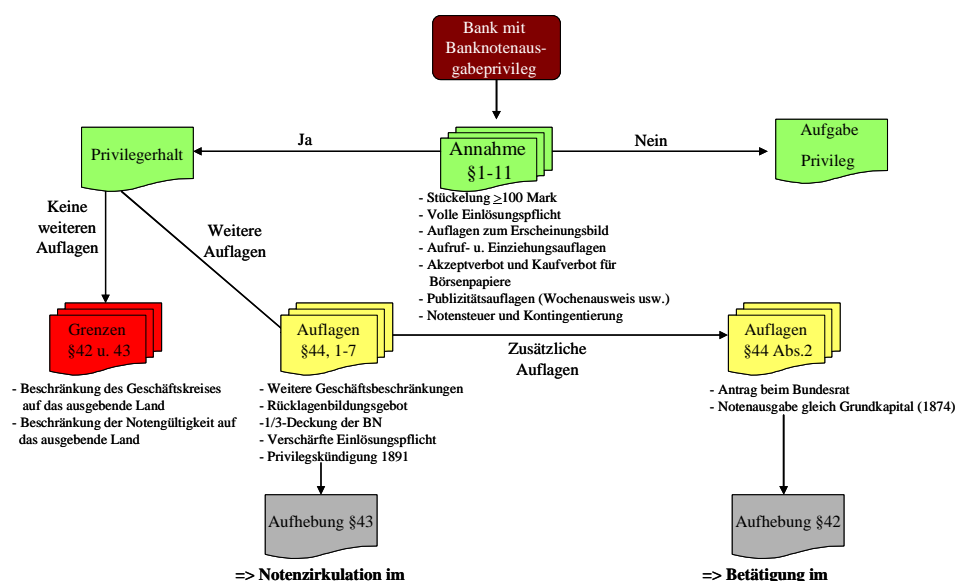 Bank mit
Banknotenaus-
gabeprivileg
Ja
Nein
Privilegerhalt
Annahme
§1-11
Aufgabe
Privileg
- Stückelung ≥100 Mark
- Volle Einlösungspflicht
- Auflagen zum Erscheinungsbild
- Aufruf- u. Einziehungsauflagen
- Akzeptverbot und Kaufverbot für
Börsenpapiere
- Publizitätsauflagen (Wochenausweis usw.)
- Notensteuer und Kontingentierung
Keine
weiteren
Auflagen
Weitere
Auflagen
Grenzen
§42 u. 43
Auflagen
§44, 1-7
Zusätzliche
Auflagen
Auflagen
§44 Abs.2
- Beschränkung des Geschäftskreises
auf das ausgebende Land
- Beschränkung der Notengültigkeit auf
das ausgebende Land
- Weitere Geschäftsbeschränkungen
- Rücklagenbildungsgebot
-1/3-Deckung der BN
- Verschärfte Einlösungspflicht
- Privilegskündigung 1891
- Antrag beim Bundesrat
- Notenausgabe gleich Grundkapital (1874)
Aufhebung §43
Aufhebung §42
=> Notenzirkulation im
=> Betätigung im